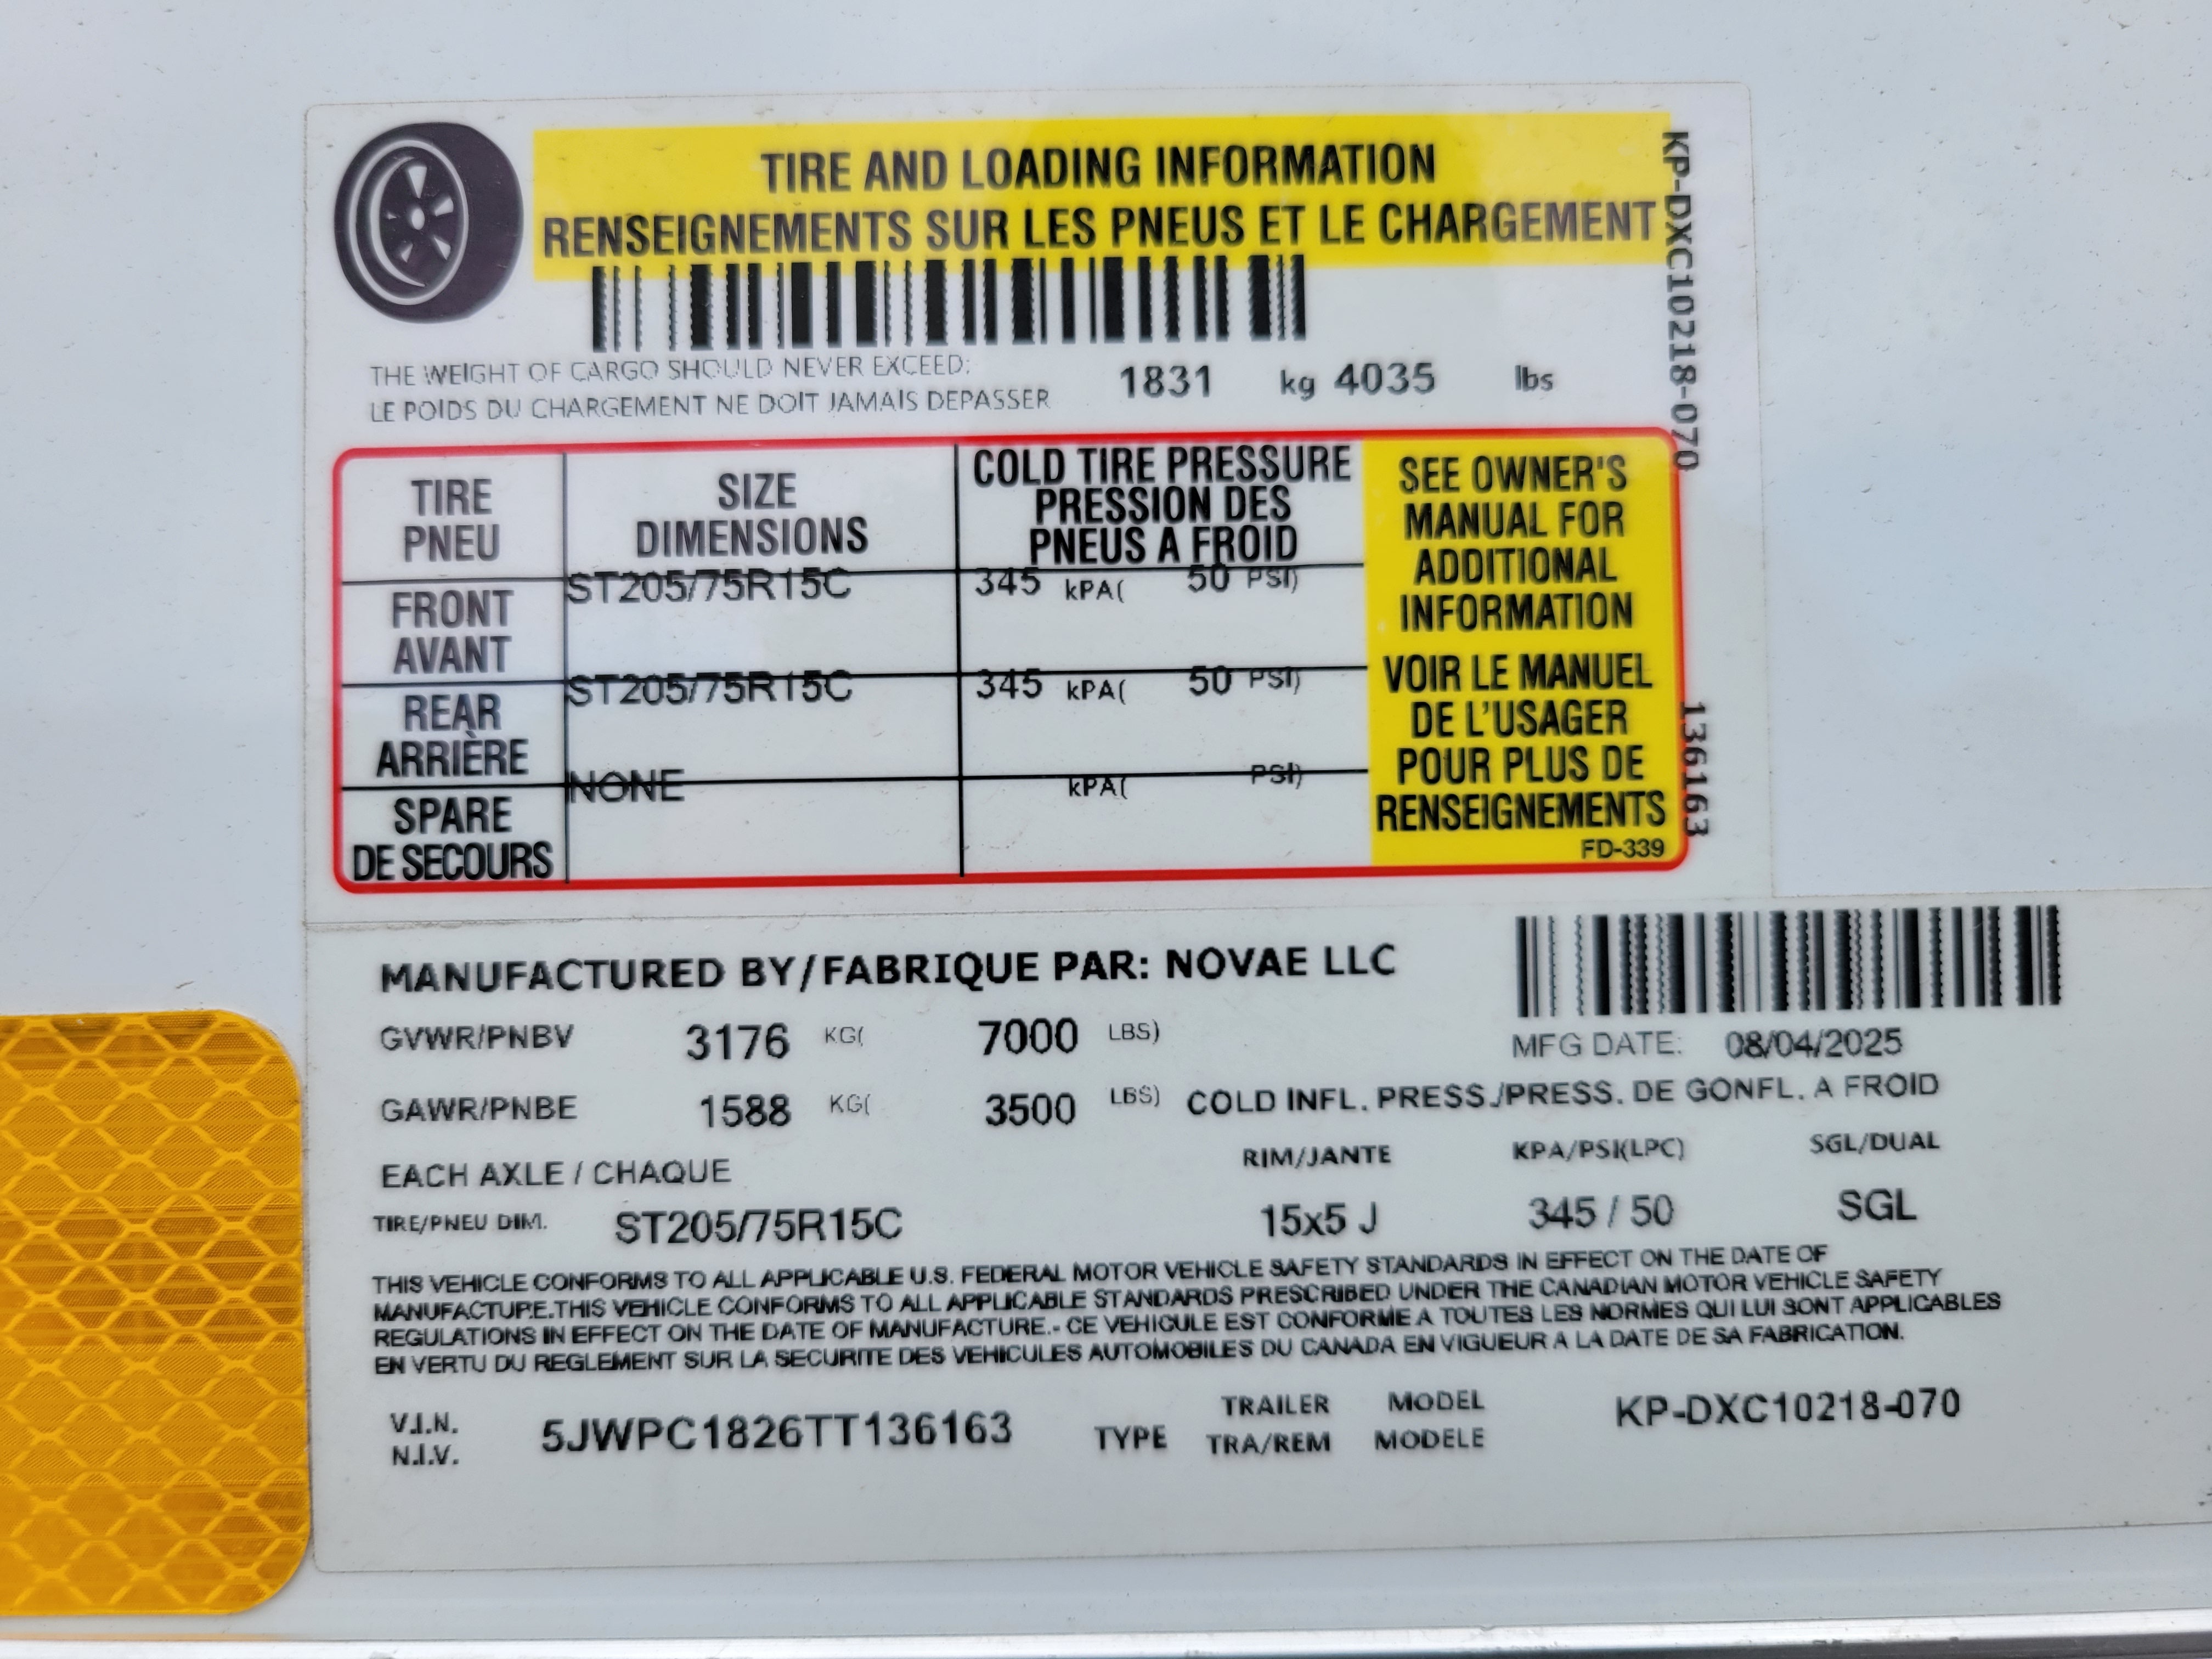 TIRE AND LOADING INFORMATION
RENSEIGNEMENTS SUR LES PNEUS ET LE CHARGEMENT
KP-DXC10218-070
THE WEIGHT OF CARGO SHOULD NEVER EXCEED: 1831 kg 4035 lbs
LE POIDS DU CHARGEMENT NE DOIT JAMAIS DEPASSER
TIRE
PNEU
SIZE
DIMENSIONS
COLD TIRE PRESSURE
PRESSION DES
PNEUS A FROID
FRONT
AVANT
ST205/75R15C 345 kPA( 50 PSI)
REAR
ARRIÈRE
ST205/75R15C 345 kPA( 50 PSI)
SPARE
DE SECOURS
NONE kPA( PSI)
SEE OWNER'S
MANUAL FOR
ADDITIONAL
INFORMATION
VOIR LE MANUEL
DE L'USAGER
POUR PLUS DE
RENSEIGNEMENTS
FD-339
136163
MANUFACTURED BY/FABRIQUE PAR: NOVAE LLC
GVWR/PNBV 3176 KG( 7000 LBS) MFG DATE: 08/04/2025
GAWR/PNBE 1588 KG( 3500 LBS) COLD INFL. PRESS./PRESS. DE GONFL. A FROID
EACH AXLE / CHAQUE RIM/JANTE KPA/PSI(LPC) SGL/DUAL
TIRE/PNEU DIM. ST205/75R15C 15x5 J 345 / 50 SGL
THIS VEHICLE CONFORMS TO ALL APPLICABLE U.S. FEDERAL MOTOR VEHICLE SAFETY STANDARDS IN EFFECT ON THE DATE OF
MANUFACTURE.THIS VEHICLE CONFORMS TO ALL APPLICABLE STANDARDS PRESCRIBED UNDER THE CANADIAN MOTOR VEHICLE SAFETY
REGULATIONS IN EFFECT ON THE DATE OF MANUFACTURE.- CE VEHICULE EST CONFORME A TOUTES LES NORMES QUI LUI SONT APPLICABLES
EN VERTU DU REGLEMENT SUR LA SECURITE DES VEHICULES AUTOMOBILES DU CANADA EN VIGUEUR A LA DATE DE SA FABRICATION.
V.I.N.
N.I.V.
5JWPC1826TT136163
TYPE
TRAILER
TRA/REM
MODEL
MODELE
KP-DXC10218-070